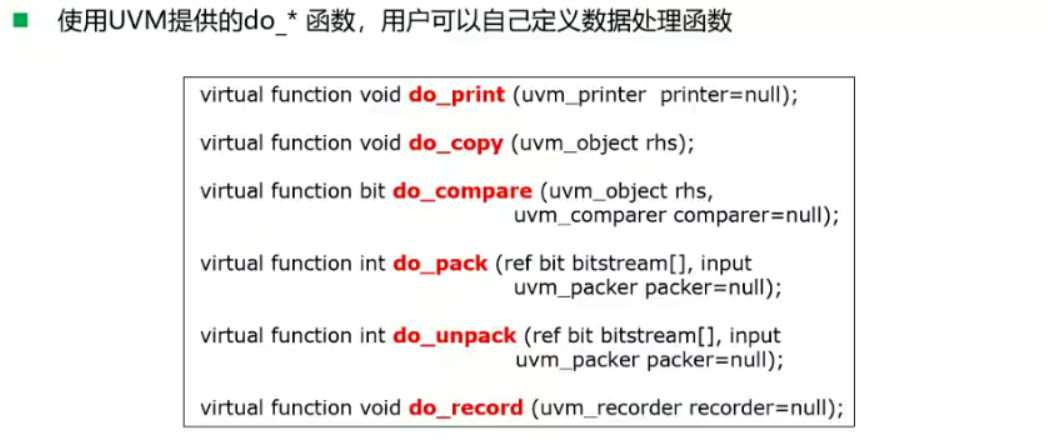 使用UVM提供的do_* 函数，用户可以自己定义数据处理函数
virtual function void do_print (uvm_printer printer=null);
virtual function void do_copy (uvm_object rhs);
virtual function bit do_compare (uvm_object rhs,
uvm_comparer comparer=null);
virtual function int do_pack (ref bit bitstream[], input
uvm_packer packer=null);
virtual function int do_unpack (ref bit bitstream[], input
uvm_packer packer=null);
virtual function void do_record (uvm_recorder recorder=null);